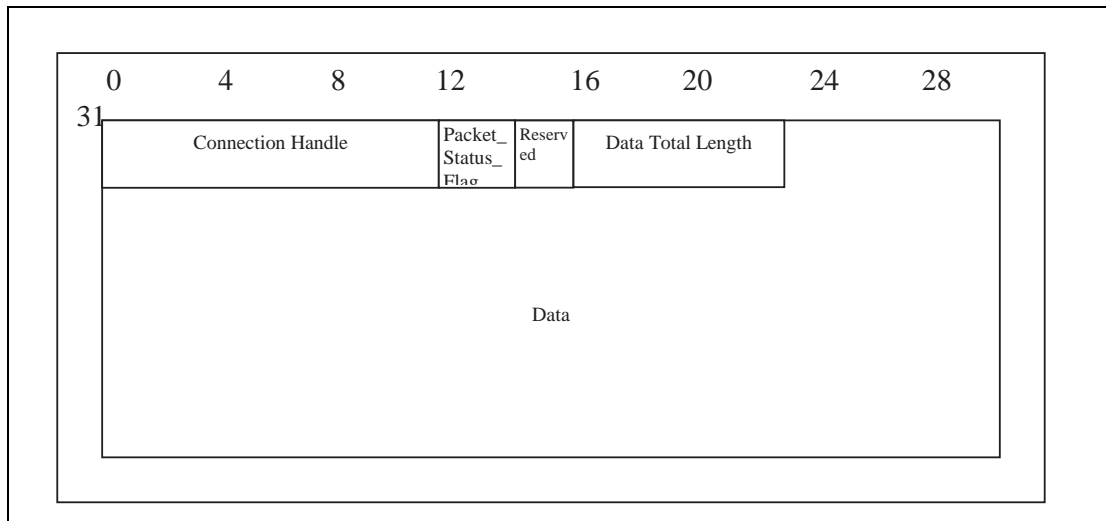 0 4 8 12 16 20 24 28
31
Connection Handle
Packet_
Status_
Flag
Reserv
ed
Data Total Length
Data